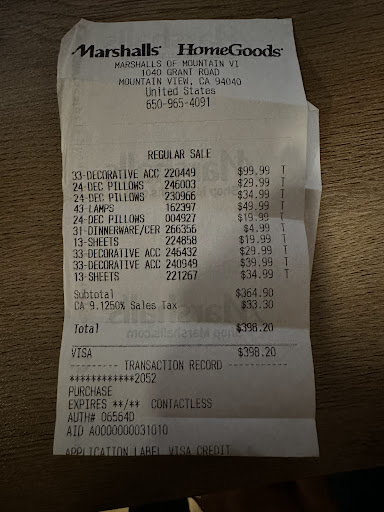 Marshalls HomeGoods
MARSHALLS OF MOUNTAIN VI
1040 GRANT ROAD
MOUNTAIN VIEW, CA 94040
United States
650-965-4091
REGULAR SALE
33-DECORATIVE ACC 220449 $99.99 T
24-DEC PILLOWS 246003 $29.99 T
24-DEC PILLOWS 230966 $34.99 T
43-LAMPS 162397 $49.99 T
24-DEC PILLOWS 004927 $19.99 T
31-DINNERWARE/CER 266356 $4.99 T
13-SHEETS 224858 $19.99 T
33-DECORATIVE ACC 246432 $29.99 T
33-DECORATIVE ACC 240949 $39.99 T
13-SHEETS 221267 $34.99 T
Subtotal $364.90
CA 9.1250% Sales Tax $33.30
Total $398.20
VISA $398.20
-------- TRANSACTION RECORD --------
************2052
PURCHASE
EXPIRES **/** CONTACTLESS
AUTH# 06564D
AID A0000000031010
APPLICATION LABEL VISA CREDIT